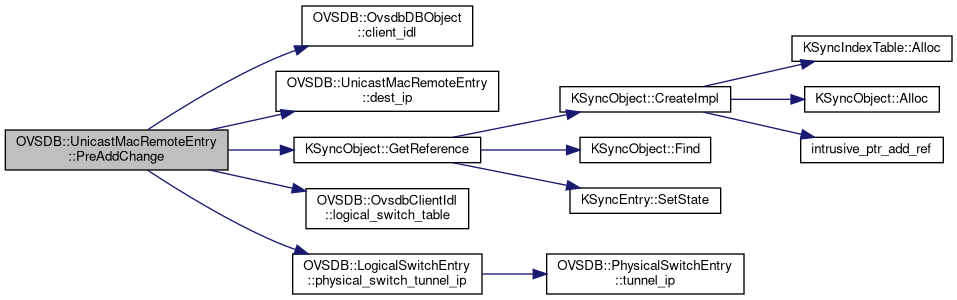 OVSDB::UnicastMacRemoteEntry
::PreAddChange
OVSDB::OvsdbDBObject
::client_idl
OVSDB::UnicastMacRemoteEntry
::dest_ip
KSyncObject::GetReference
OVSDB::OvsdbClientIdl
::logical_switch_table
OVSDB::LogicalSwitchEntry
::physical_switch_tunnel_ip
KSyncObject::CreateImpl
KSyncObject::Find
KSyncEntry::SetState
OVSDB::PhysicalSwitchEntry
::tunnel_ip
KSyncIndexTable::Alloc
KSyncObject::Alloc
intrusive_ptr_add_ref